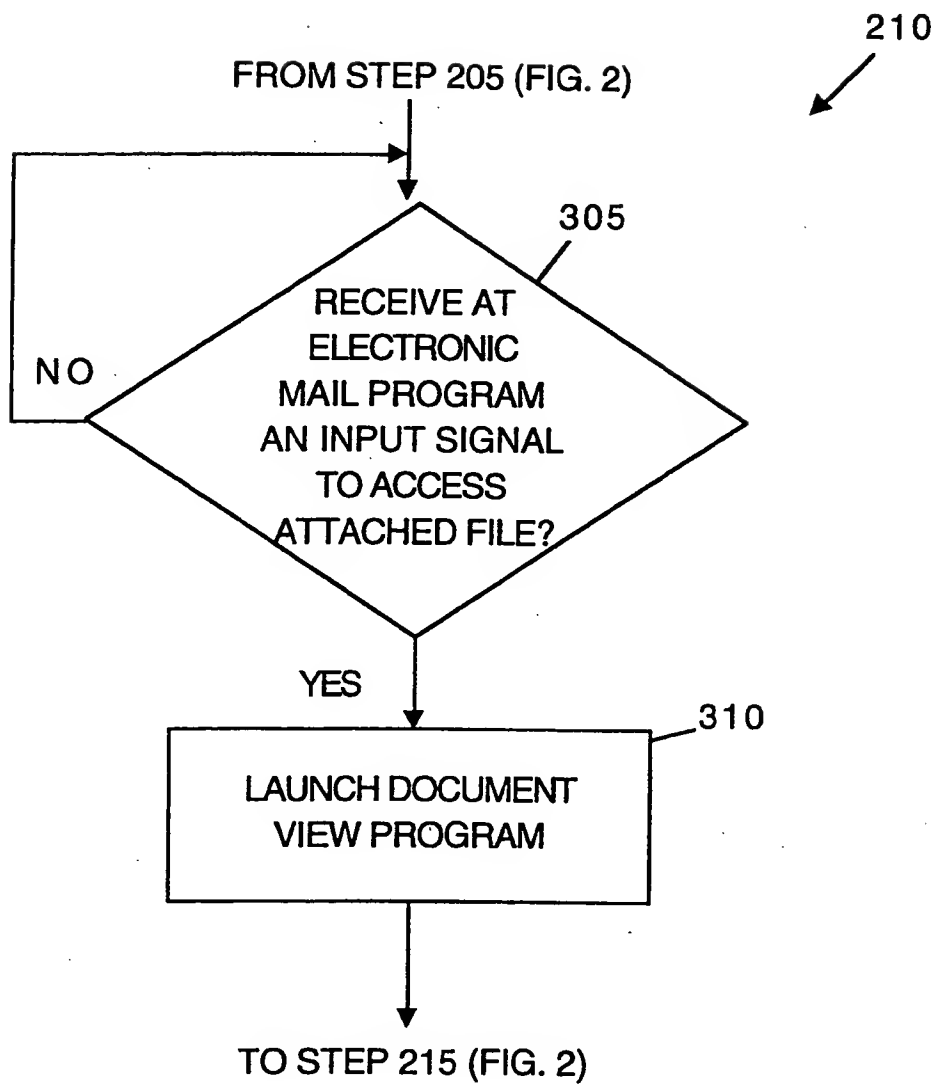 210
FROM STEP 205 (FIG. 2)
305
RECEIVE AT
ELECTRONIC
MAIL PROGRAM
AN INPUT SIGNAL
TO ACCESS
ATTACHED FILE?
NO
YES
310
LAUNCH DOCUMENT
VIEW PROGRAM
TO STEP 215 (FIG. 2)